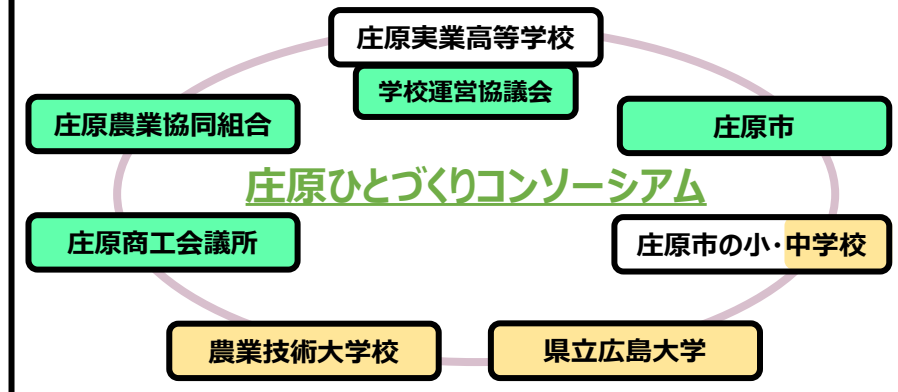 庄原実業高等学校
学校運営協議会
庄原農業協同組合
庄原市
庄原ひとづくりコンソーシアム
庄原商工会議所
庄原市の小・中学校
農業技術大学校
県立広島大学